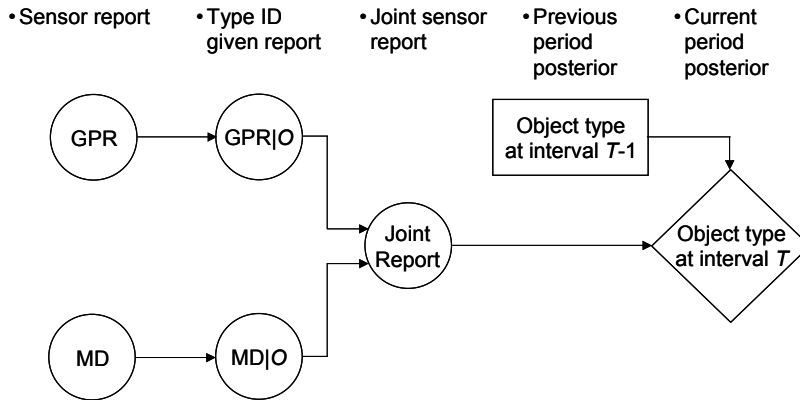 • Sensor report
• Type ID
given report
• Joint sensor
report
• Previous
period
posterior
• Current
period
posterior
GPR
GPR|O
Object type
at interval T-1
Joint
Report
Object type
at interval T
MD
MD|O